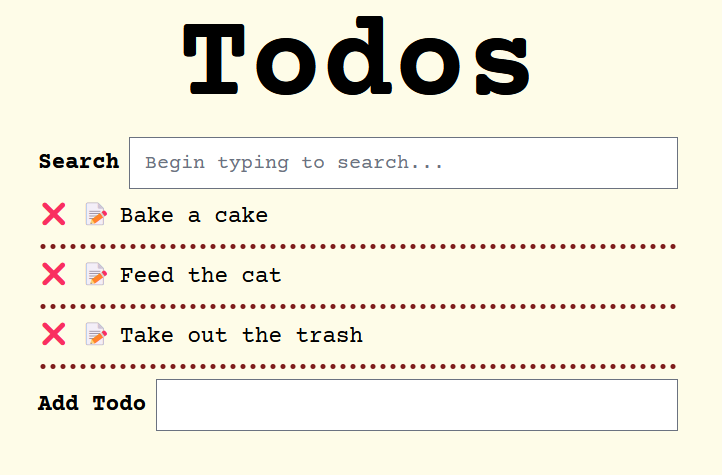 Todos
Search Begin typing to search...
❌ 📝 Bake a cake
❌ 📝 Feed the cat
❌ 📝 Take out the trash
Add Todo